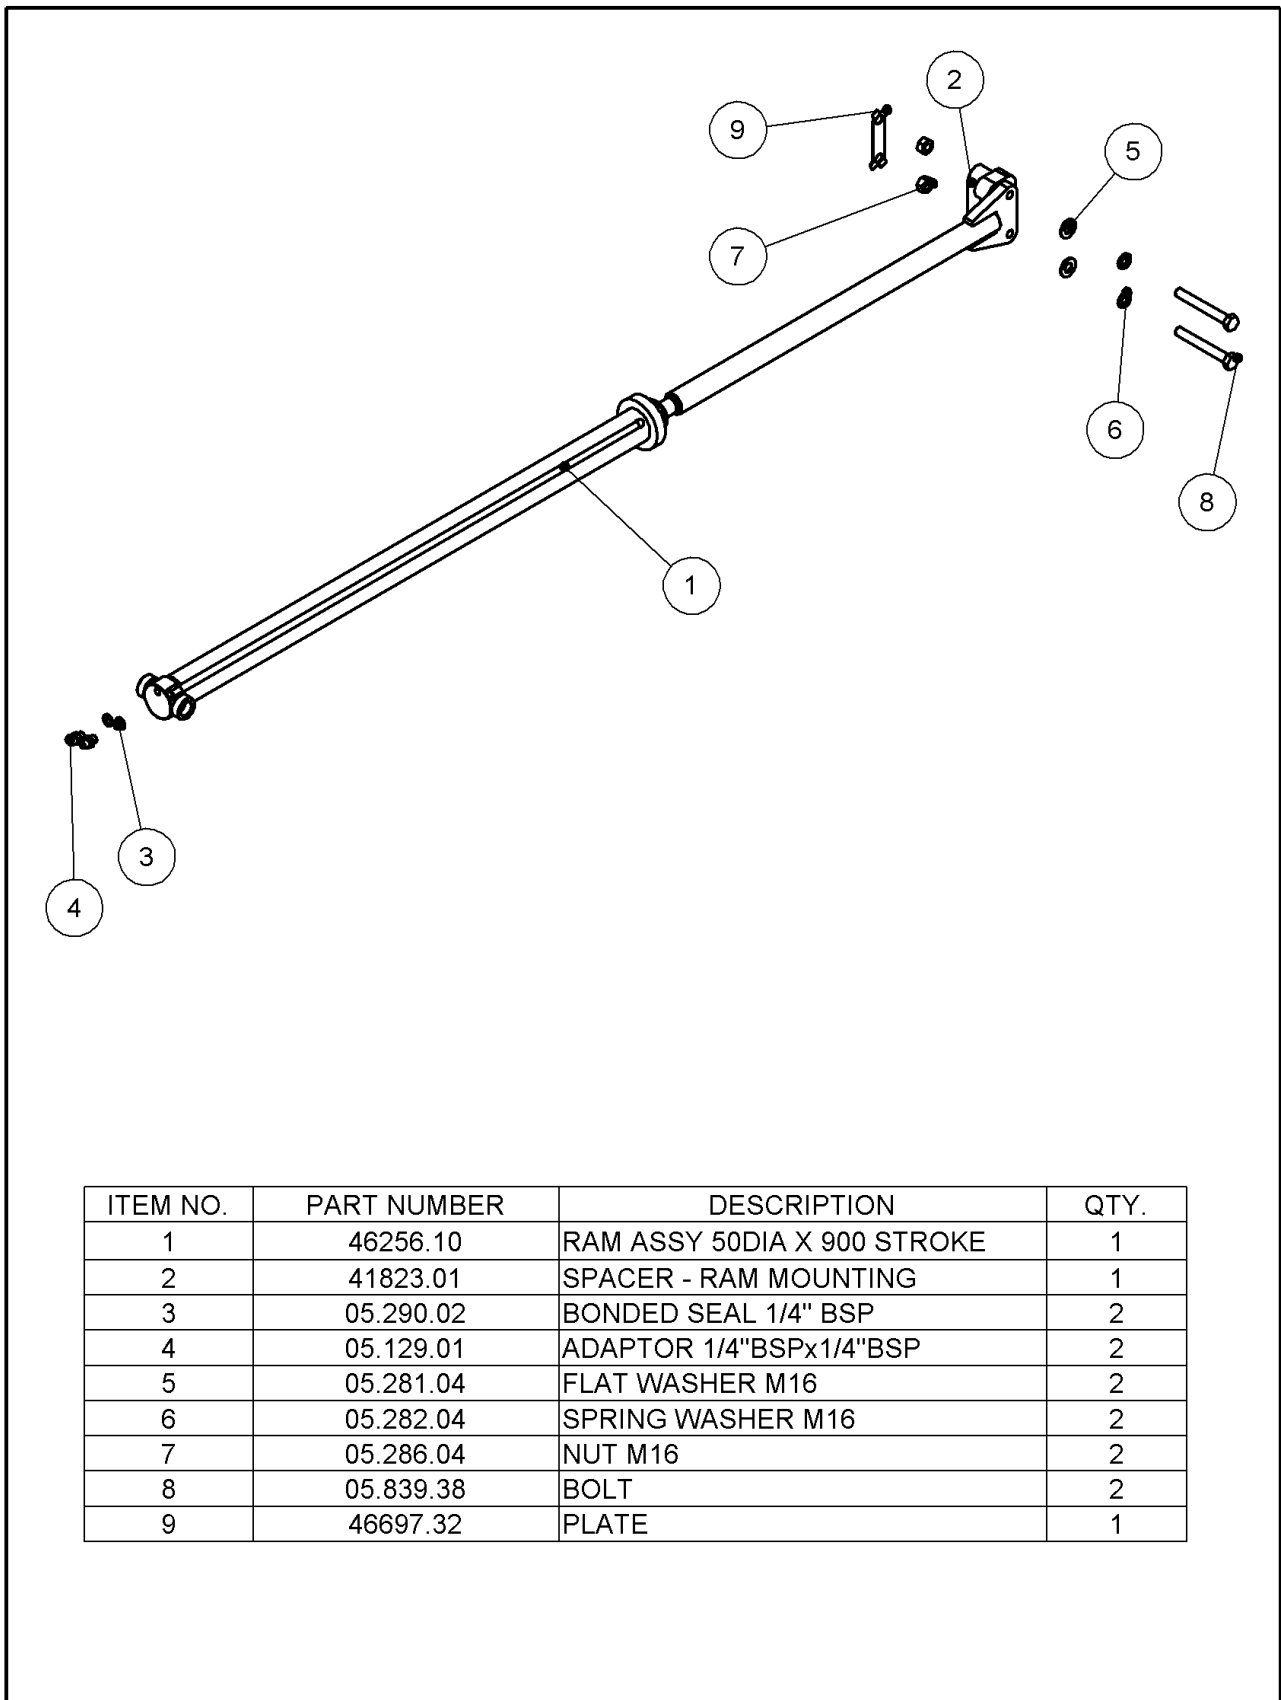 2
9
5
7
6
8
1
3
4
ITEM NO. PART NUMBER DESCRIPTION QTY.
1 46256.10 RAM ASSY 50DIA X 900 STROKE 1
2 41823.01 SPACER - RAM MOUNTING 1
3 05.290.02 BONDED SEAL 1/4" BSP 2
4 05.129.01 ADAPTOR 1/4"BSPx1/4"BSP 2
5 05.281.04 FLAT WASHER M16 2
6 05.282.04 SPRING WASHER M16 2
7 05.286.04 NUT M16 2
8 05.839.38 BOLT 2
9 46697.32 PLATE 1